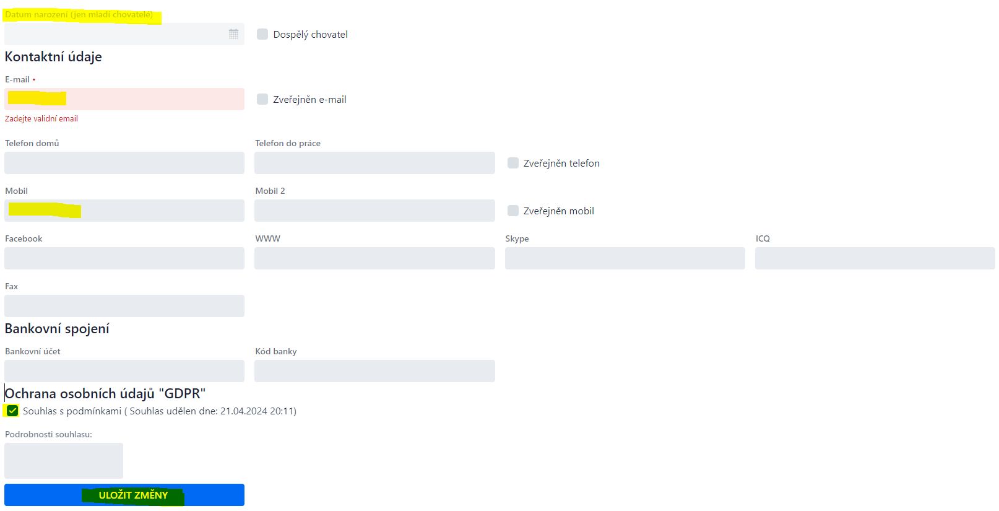 Datum narození (jen mladí chovatelé)
Dospělý chovatel
Kontaktní údaje
E-mail •
Zveřejněn e-mail
Zadejte validní email
Telefon domů
Telefon do práce
Zveřejněn telefon
Mobil
Mobil 2
Zveřejněn mobil
Facebook
WWW
Skype
ICQ
Fax
Bankovní spojení
Bankovní účet
Kód banky
Ochrana osobních údajů "GDPR"
Souhlas s podmínkami ( Souhlas udělen dne: 21.04.2024 20:11)
Podrobnosti souhlasu:
ULOŽIT ZMĚNY